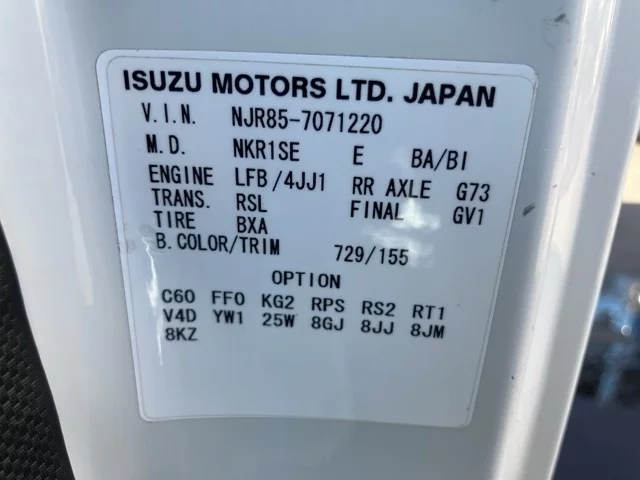 ISUZU MOTORS LTD. JAPAN
V.I.N. NJR85-7071220
M.D. NKR1SE E BA/BI
ENGINE LFB/4JJ1 RR AXLE G73
TRANS. RSL FINAL GV1
TIRE BXA
B.COLOR/TRIM 729/155
OPTION
C60 FF0 KG2 RPS RS2 RT1
V4D YW1 25W 8GJ 8JJ 8JM
8KZ